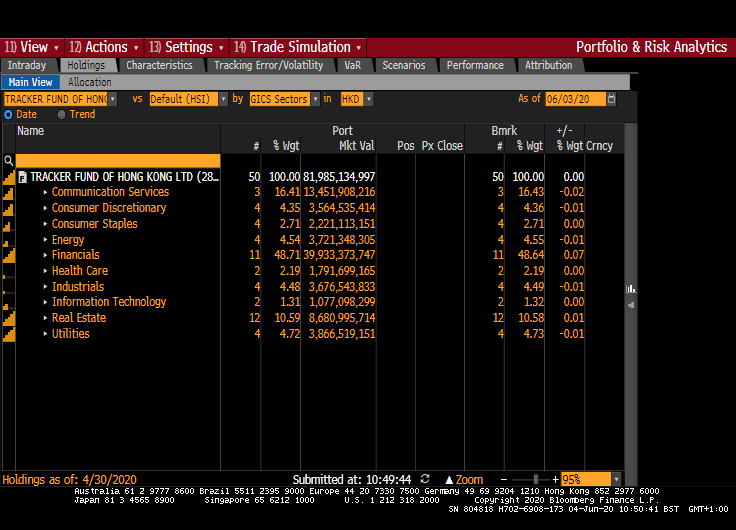 11) View 12) Actions 13) Settings 14) Trade Simulation Portfolio & Risk Analytics
Intraday Holdings Characteristics Tracking Error/Volatility VaR Scenarios Performance Attribution
Main View Allocation
TRACKER FUND OF HONG vs Default (HSI) by GICS Sectors in HKD As of 06/03/20
Date Trend
Name Port Bmrk +/-
# % Wgt Mkt Val Pos Px Close # % Wgt % Wgt Crncy
TRACKER FUND OF HONG KONG LTD (28... 50 100.00 81,985,134,997 50 100.00 0.00
Communication Services 3 16.41 13,451,908,216 3 16.43 -0.02
Consumer Discretionary 4 4.35 3,564,535,414 4 4.36 -0.01
Consumer Staples 4 2.71 2,221,113,151 4 2.71 0.00
Energy 4 4.54 3,721,348,305 4 4.55 -0.01
Financials 11 48.71 39,933,373,747 11 48.64 0.07
Health Care 2 2.19 1,791,699,165 2 2.19 0.00
Industrials 4 4.48 3,676,543,833 4 4.49 -0.01
Information Technology 2 1.31 1,077,098,299 2 1.32 0.00
Real Estate 12 10.59 8,680,995,714 12 10.58 0.01
Utilities 4 4.72 3,866,519,151 4 4.73 -0.01
Holdings as of: 4/30/2020 Submitted at: 10:49:44 Zoom - + 95%
Australia 61 2 9777 8600 Brazil 5511 2395 9000 Europe 44 20 7330 7500 Germany 49 69 9204 1210 Hong Kong 852 2977 6000
Japan 81 3 4565 8900 Singapore 65 6212 1000 U.S. 1 212 318 2000 Copyright 2020 Bloomberg Finance L.P.
SN 804818 H702-6908-173 04-Jun-20 10:50:41 BST GMT+1:00